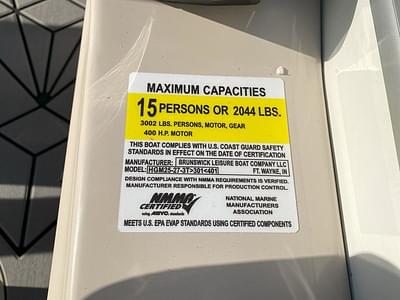 MAXIMUM CAPACITIES
15 PERSONS OR 2044 LBS.
3002 LBS. PERSONS, MOTOR, GEAR
400 H.P. MOTOR
THIS BOAT COMPLIES WITH U.S. COAST GUARD SAFETY
STANDARDS IN EFFECT ON THE DATE OF CERTIFICATION
MANUFACTURER: BRUNSWICK LEISURE BOAT COMPANY LLC
MODEL: HGM25-27-3T>301<401 FT. WAYNE, IN
DESIGN COMPLIANCE WITH NMMA REQUIREMENTS IS VERIFIED.
MANUFACTURER RESPONSIBLE FOR PRODUCTION CONTROL.
NMMA
CERTIFIED
using ABYC standards
NATIONAL MARINE
MANUFACTURERS
ASSOCIATION
MEETS U.S. EPA EVAP STANDARDS USING CERTIFIED COMPONENTS